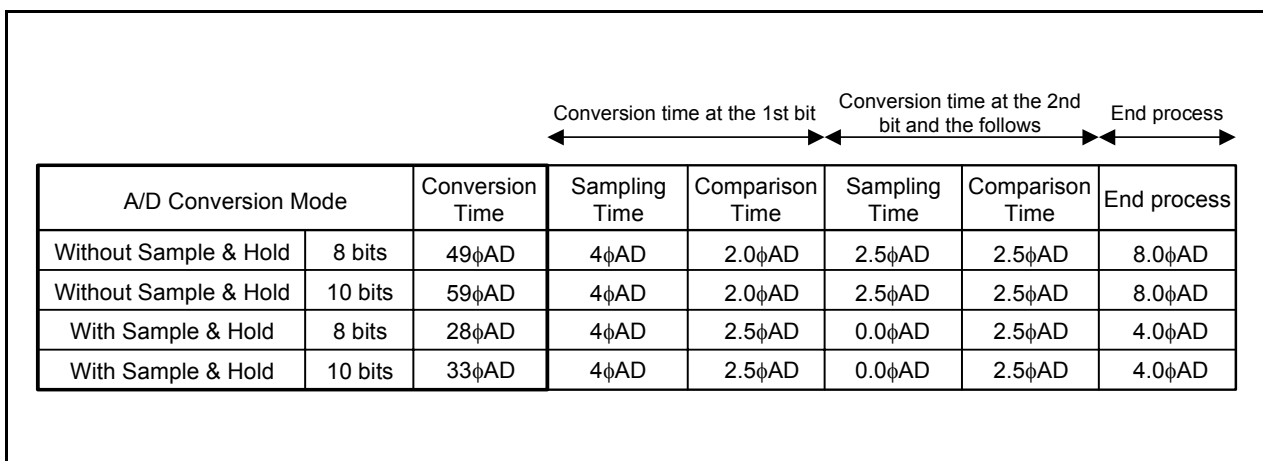 Conversion time at the 1st bit
Conversion time at the 2nd
bit and the follows
End process
A/D Conversion Mode
Conversion
Time
Sampling
Time
Comparison
Time
Sampling
Time
Comparison
Time
End process
Without Sample & Hold 8 bits 49ϕAD 4ϕAD 2.0ϕAD 2.5ϕAD 2.5ϕAD 8.0ϕAD
Without Sample & Hold 10 bits 59ϕAD 4ϕAD 2.0ϕAD 2.5ϕAD 2.5ϕAD 8.0ϕAD
With Sample & Hold 8 bits 28ϕAD 4ϕAD 2.5ϕAD 0.0ϕAD 2.5ϕAD 4.0ϕAD
With Sample & Hold 10 bits 33ϕAD 4ϕAD 2.5ϕAD 0.0ϕAD 2.5ϕAD 4.0ϕAD